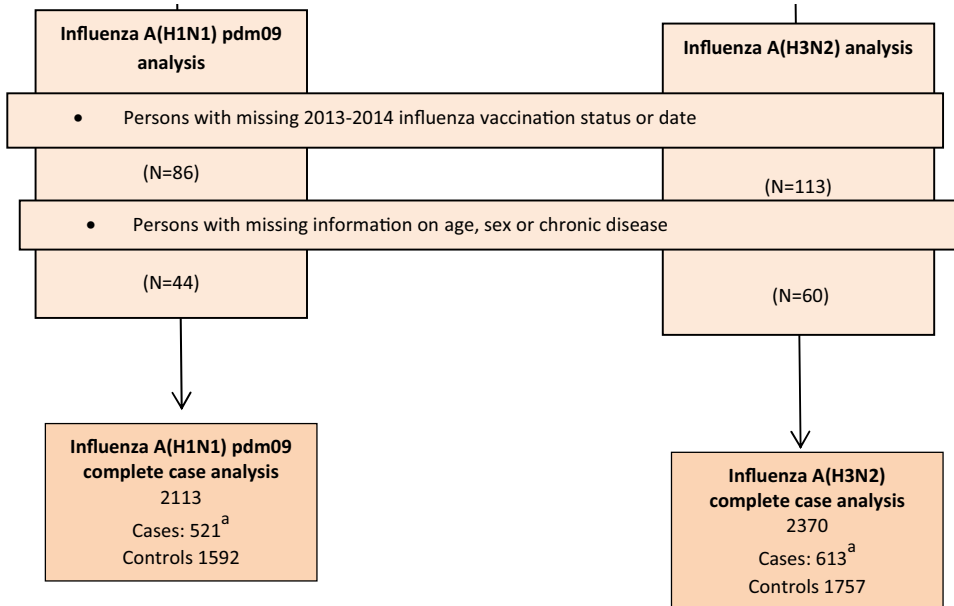 Influenza A(H1N1) pdm09
analysis
Influenza A(H3N2) analysis
• Persons with missing 2013-2014 influenza vaccination status or date
(N=86)
(N=113)
• Persons with missing information on age, sex or chronic disease
(N=44)
(N=60)
Influenza A(H1N1) pdm09
complete case analysis
2113
Cases: 521a
Controls 1592
Influenza A(H3N2)
complete case analysis
2370
Cases: 613a
Controls 1757